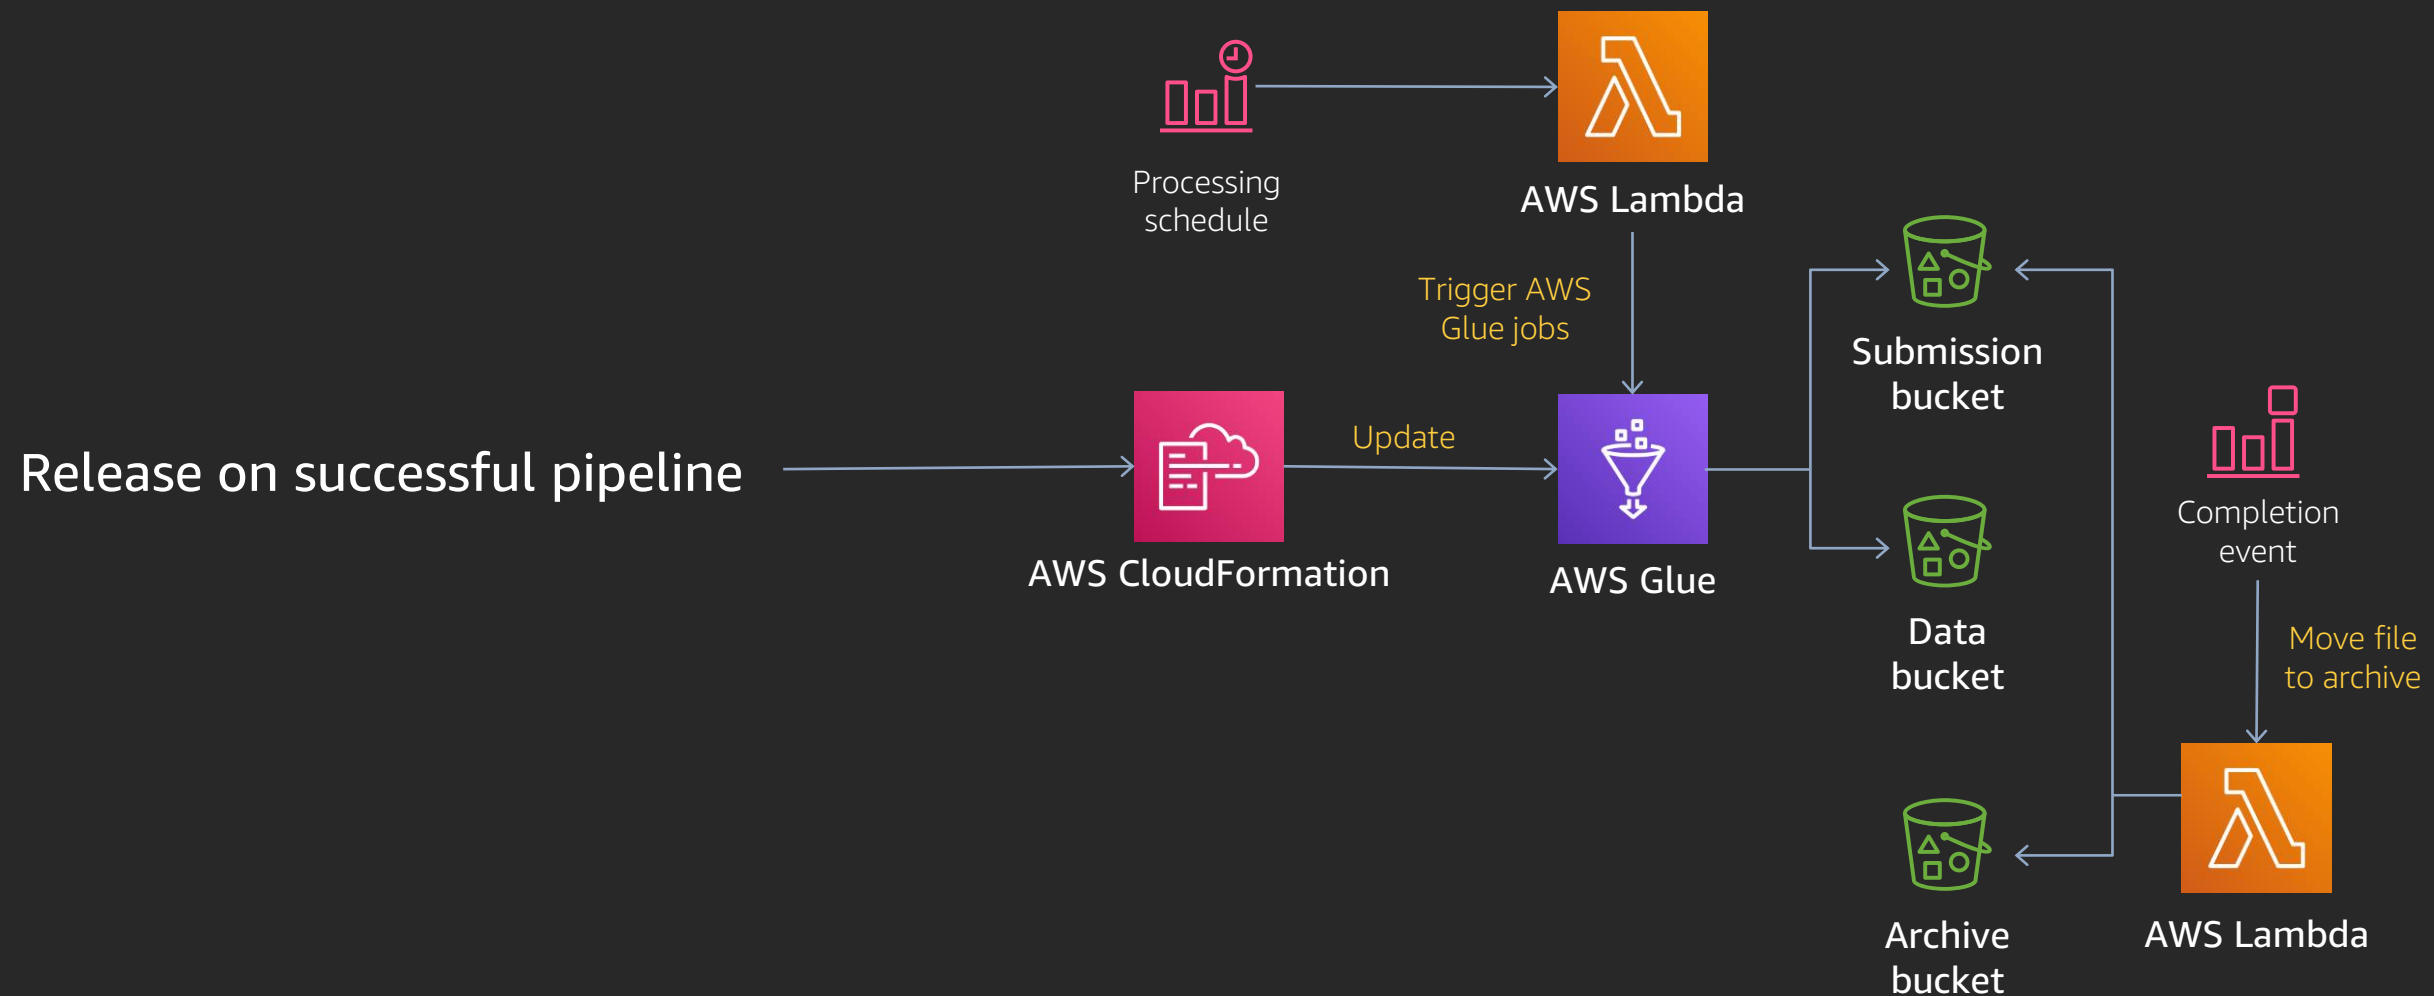 Processing
schedule
AWS Lambda
Trigger AWS
Glue jobs
Submission
bucket
Release on successful pipeline
Update
AWS CloudFormation
AWS Glue
Completion
event
Data
bucket
Move file
to archive
Archive
bucket
AWS Lambda